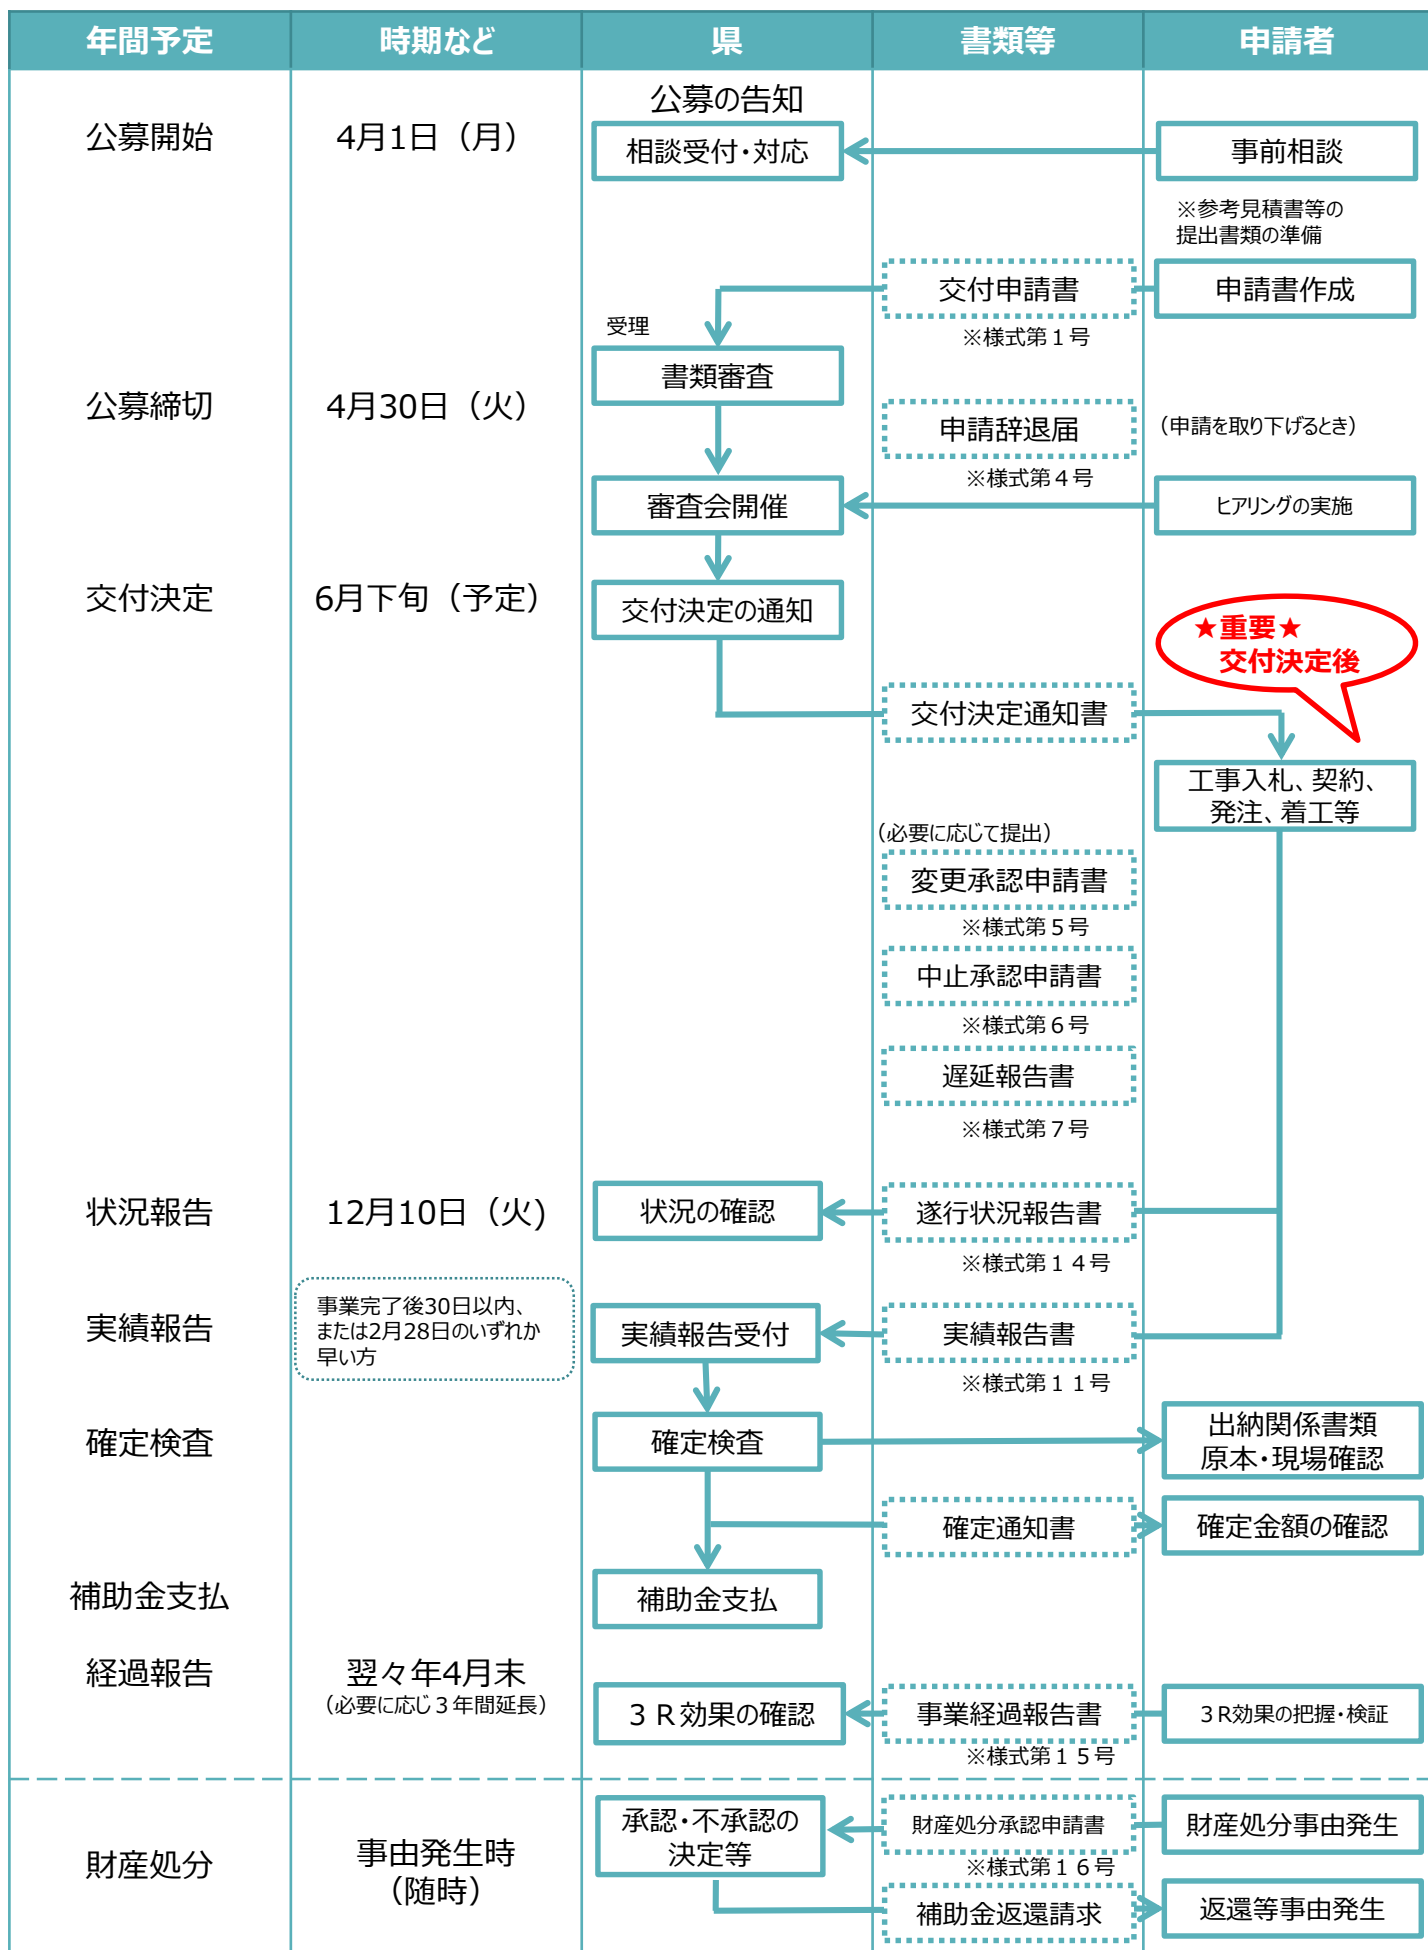 年間予定
時期など
県
書類等
申請者
公募の告知
公募開始
4月1日（月）
相談受付・対応
事前相談
※参考見積書等の
提出書類の準備
交付申請書
申請書作成
受理
※様式第１号
書類審査
公募締切
4月30日（火）
申請辞退届
（申請を取り下げるとき）
※様式第４号
審査会開催
ヒアリングの実施
交付決定
6月下旬（予定）
交付決定の通知
★重要★
交付決定後
交付決定通知書
工事入札、契約、
発注、着工等
（必要に応じて提出）
変更承認申請書
※様式第５号
中止承認申請書
※様式第６号
遅延報告書
※様式第７号
状況報告
12月10日（火)
状況の確認
遂行状況報告書
※様式第１４号
実績報告
事業完了後30日以内、
または2月28日のいずれか
早い方
実績報告受付
実績報告書
※様式第１１号
確定検査
確定検査
出納関係書類
原本・現場確認
確定通知書
確定金額の確認
補助金支払
補助金支払
経過報告
翌々年4月末
（必要に応じ３年間延長）
３Ｒ効果の確認
事業経過報告書
３Ｒ効果の把握・検証
※様式第１５号
財産処分
事由発生時
（随時）
承認・不承認の
決定等
財産処分承認申請書
財産処分事由発生
※様式第１６号
補助金返還請求
返還等事由発生